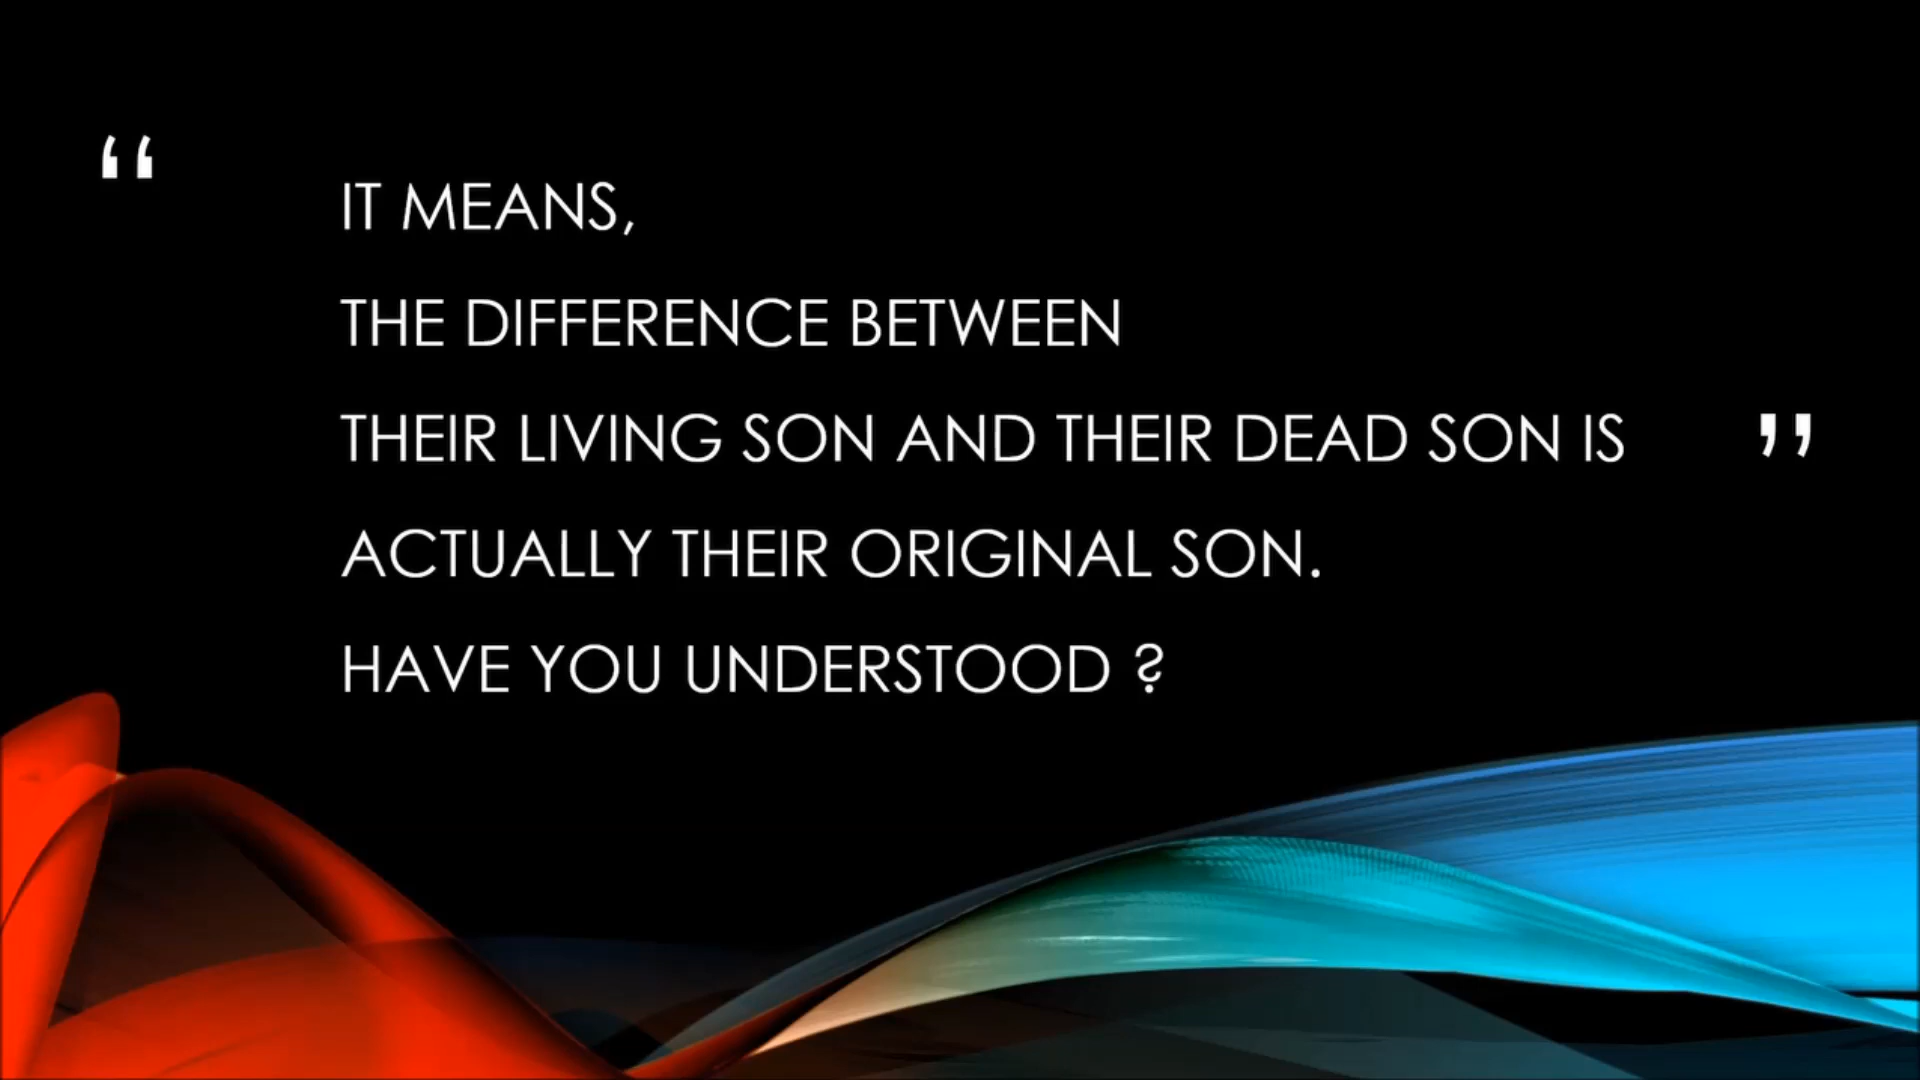 “
IT MEANS,
THE DIFFERENCE BETWEEN
THEIR LIVING SON AND THEIR DEAD SON IS ”
ACTUALLY THEIR ORIGINAL SON.
HAVE YOU UNDERSTOOD ?